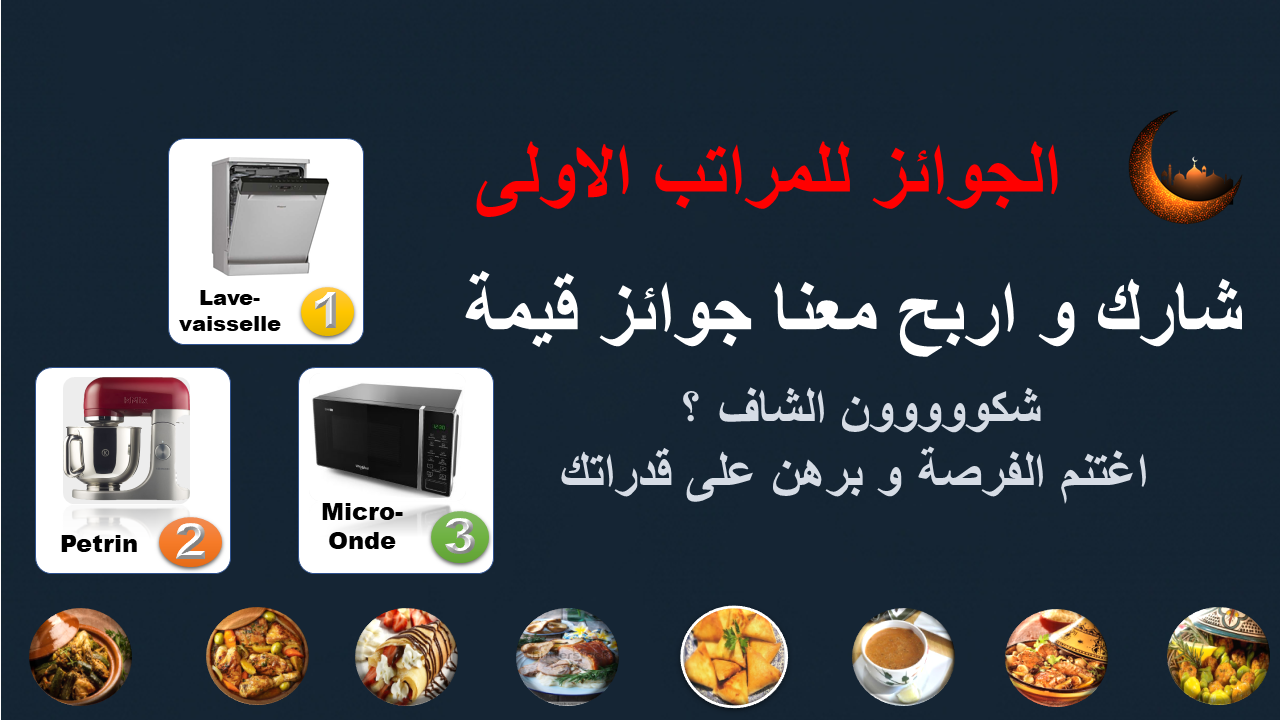 الجوائز للمراتب الاولى
شارك و اربح معنا جوائز قيمة
شكوووووون الشاف ؟
اغتنم الفرصة و برهن على قدراتك
Lave-
vaisselle
1
Petrin
2
Micro-
Onde
3